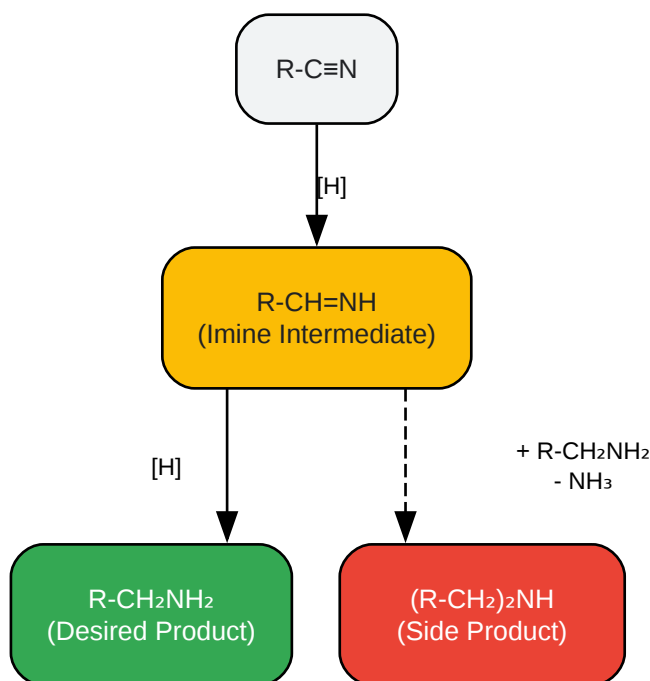 R-C≡N
[H]
R-CH=NH
(Imine Intermediate)
[H]
+ R-CH₂NH₂
- NH₃
R-CH₂NH₂
(Desired Product)
(R-CH₂)₂NH
(Side Product)